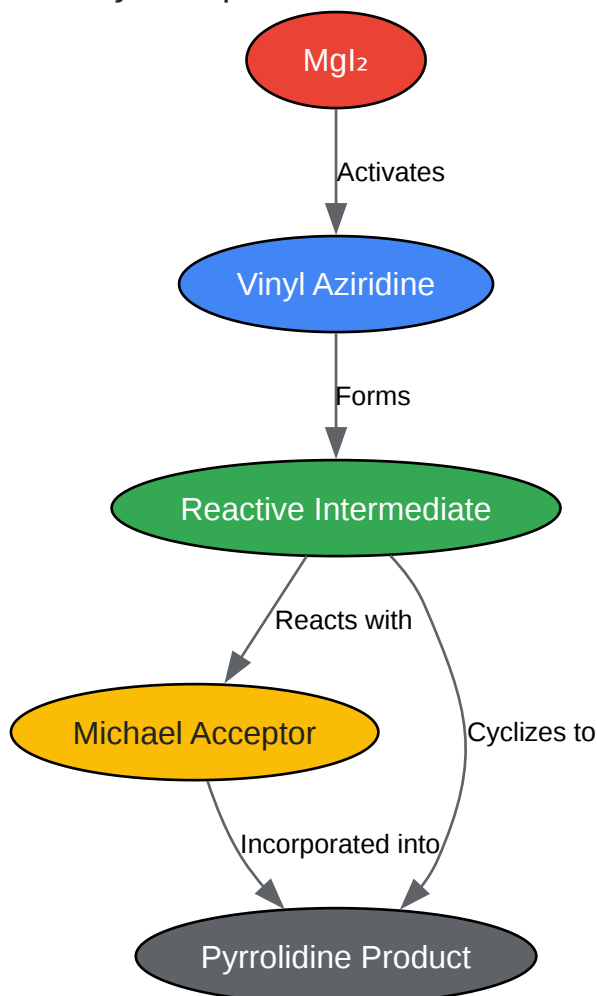 MgI₂
Activates
Vinyl Aziridine
Forms
Reactive Intermediate
Reacts with
Michael Acceptor
Cyclizes to
Incorporated into
Pyrrolidine Product